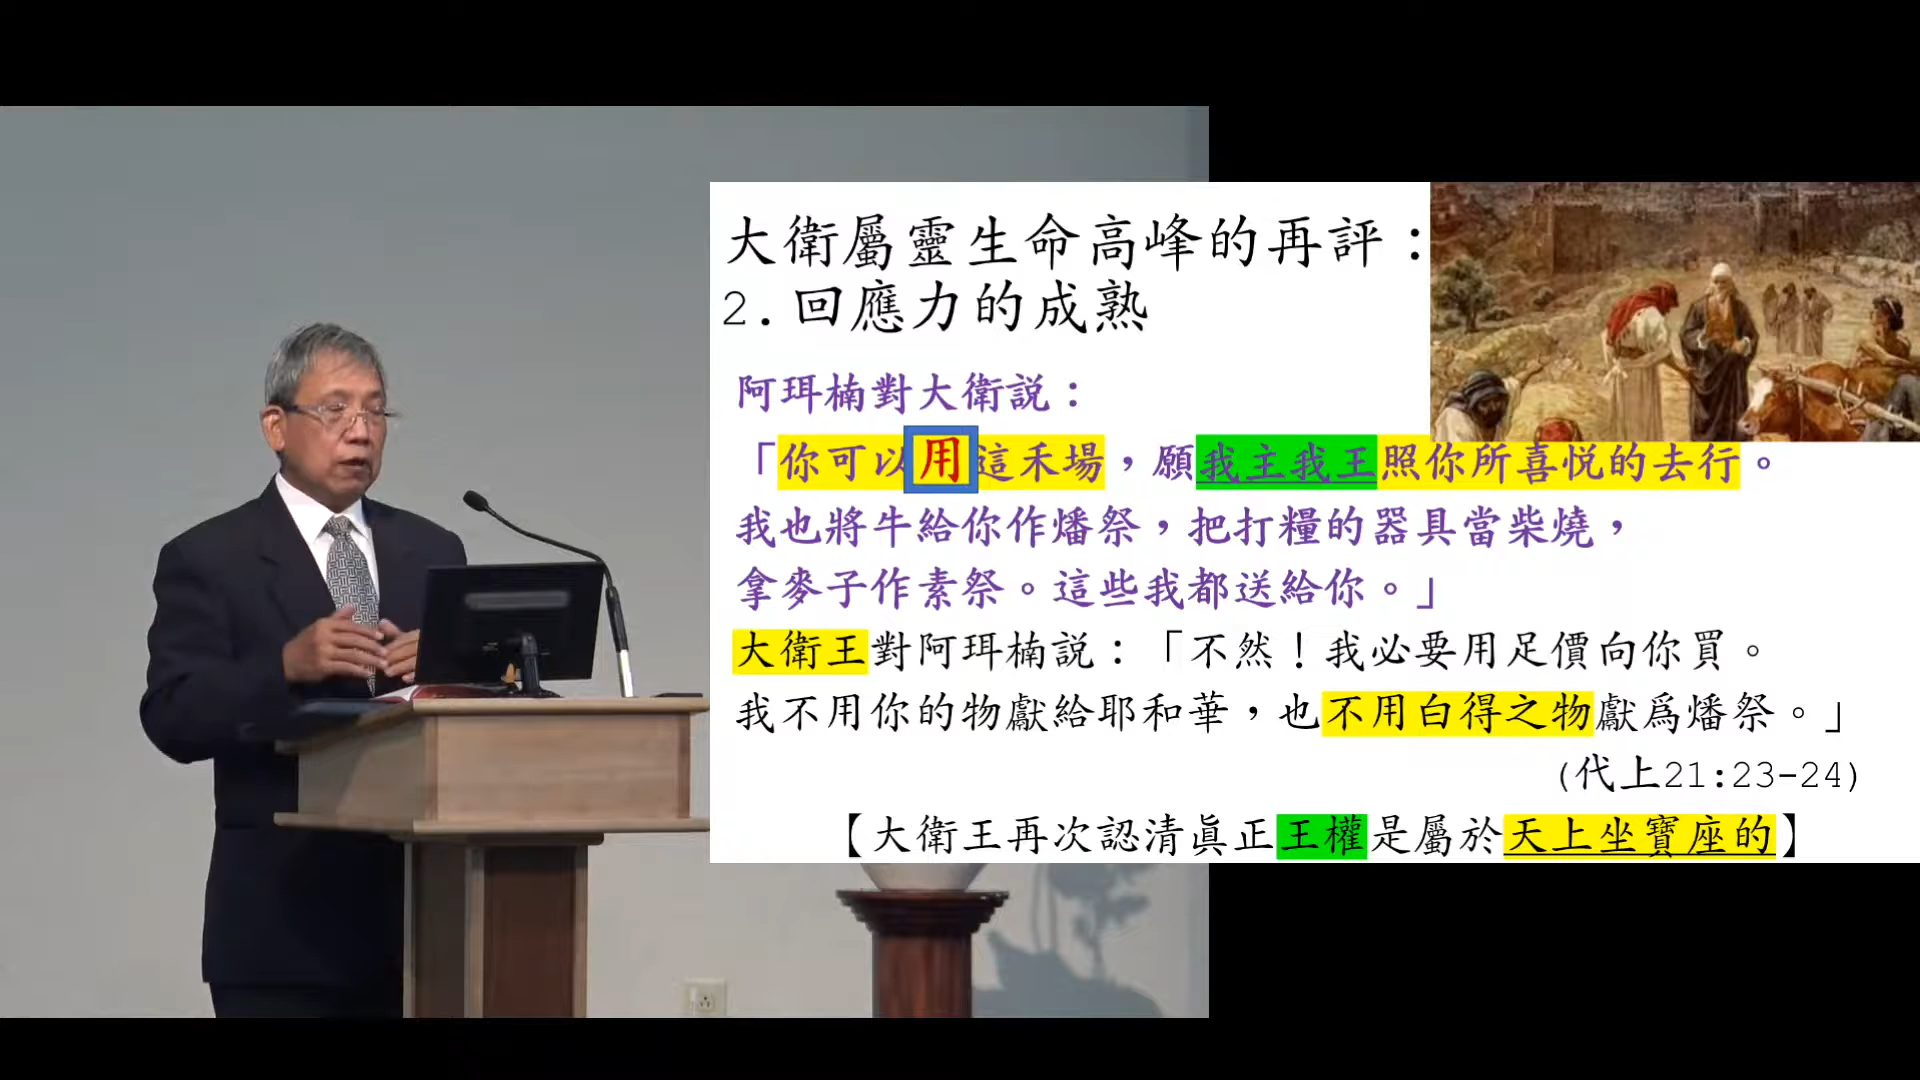 大衛屬靈生命高峰的再評：
2.回應力的成熟
阿珥楠對大衛説：
「你可以用這禾場，願我主我王照你所喜悦的去行。
我也將牛給你作燔祭，把打糧的器具當柴燒，
拿麥子作素祭。這些我都送給你。」
大衛王對阿珥楠説：「不然！我必要用足價向你買。
我不用你的物獻給耶和華，也不用白得之物獻爲燔祭。」
(代上21:23-24)
【大衛王再次認清眞正王權是屬於天上坐寶座的】